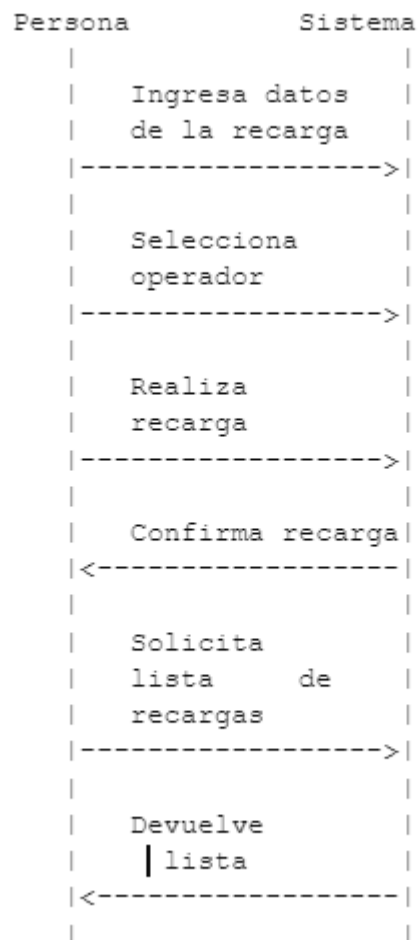 Persona Sistema
Ingresa datos
de la recarga
Selecciona
operador
Realiza
recarga
Confirma recarga
Solicita
lista de
recargas
Devuelve
lista